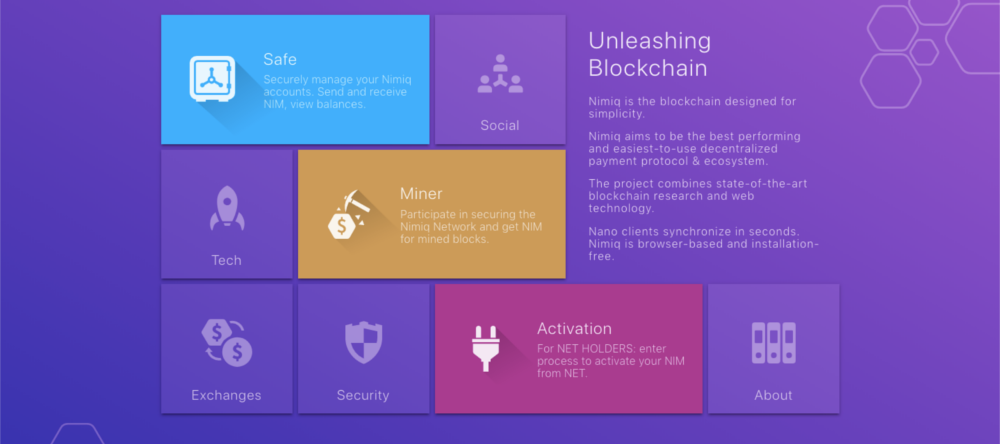 Safe
Securely manage your Nimiq
accounts. Send and receive
NIM, view balances.
Social
Unleashing
Blockchain
Nimiq is the blockchain designed for
simplicity.
Nimiq aims to be the best performing
and easiest-to-use decentralized
payment protocol & ecosystem.
The project combines state-of-the-art
blockchain research and web
technology.
Nano clients synchronize in seconds.
Nimiq is browser-based and installation-
free.
Tech
$
Miner
Participate in securing the
Nimiq Network and get NIM
for mined blocks.
$
$
Exchanges
Security
Activation
For NET HOLDERS: enter
process to activate your NIM
from NET.
About